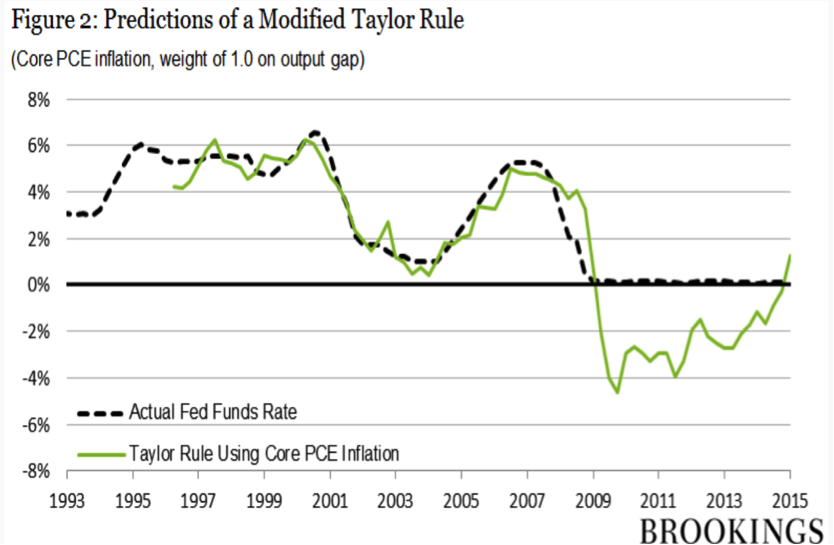 Figure 2: Predictions of a Modified Taylor Rule
(Core PCE inflation, weight of 1.0 on output gap)
8%
6%
4%
2%
0%
-2%
-4%
-6%
-8%
Actual Fed Funds Rate
Taylor Rule Using Core PCE Inflation
1993 1995 1997 1999 2001 2003 2005 2007 2009 2011 2013 2015
BROOKINGS